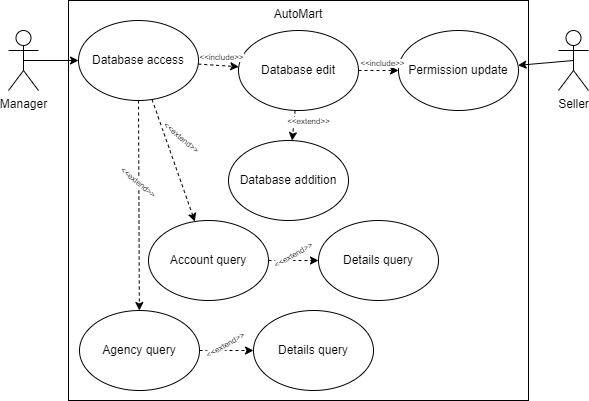 AutoMart
Database access
<<include>>
Database edit
<<include>>
Permission update
Manager
Seller
<<extend>>
<<extend>>
<<extend>>
Database addition
Account query
<<extend>>
Details query
Agency query
<<extend>>
Details query